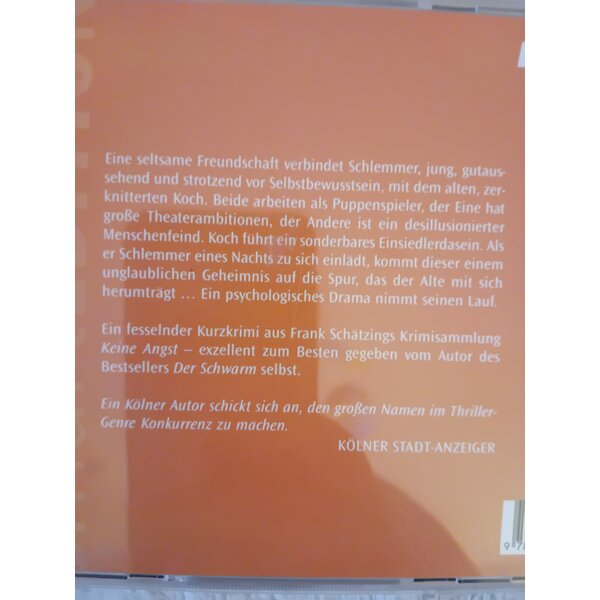 Eine seltsame Freundschaft verbindet Schlemmer, jung, gutaus-
sehend und strotzend vor Selbstbewusstsein, mit dem alten, zer-
knitterten Koch. Beide arbeiten als Puppenspieler, der Eine hat
große Theaterambitionen, der Andere ist ein desillusionierter
Menschenfeind. Koch führt ein sonderbares Einsiedlerdasein. Als
er Schlemmer eines Nachts zu sich einlädt, kommt dieser einem
unglaublichen Geheimnis auf die Spur, das der Alte mit sich
herumträgt ... Ein psychologisches Drama nimmt seinen Lauf.
Ein fesselnder Kurzkrimi aus Frank Schätzings Krimisammlung
Keine Angst – exzellent zum Besten gegeben vom Autor des
Bestsellers Der Schwarm selbst.
Ein Kölner Autor schickt sich an, den großen Namen im Thriller-
Genre Konkurrenz zu machen.
KÖLNER STADT-ANZEIGER